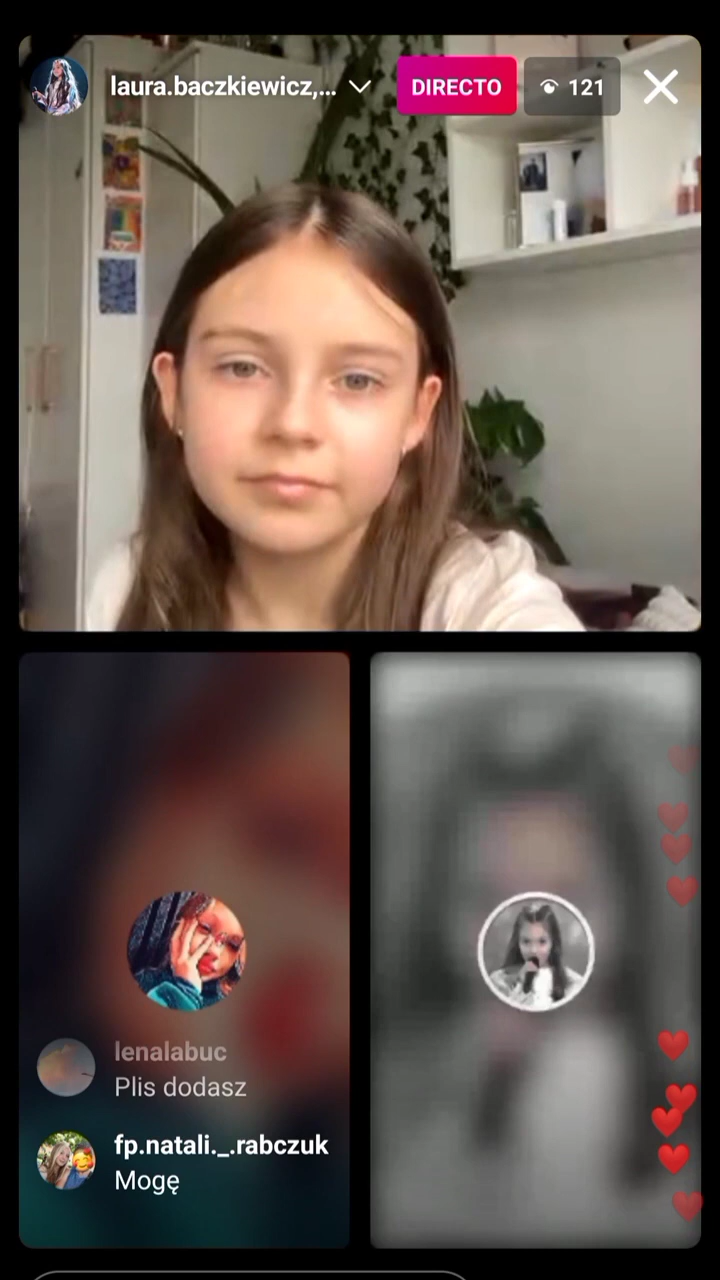 laura.baczkiewicz,...
DIRECTO
121
lenalabuc
Plis dodasz
fp.natali._.rabczuk
Mogę